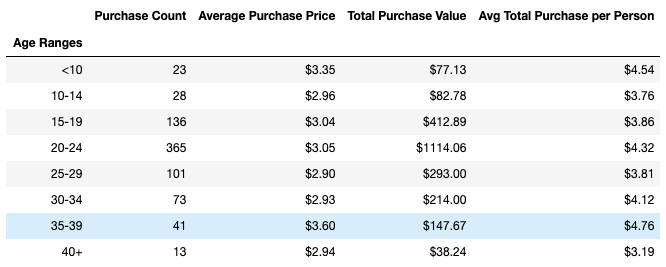 Purchase Count Average Purchase Price Total Purchase Value Avg Total Purchase per Person
Age Ranges
<10 23 $3.35 $77.13 $4.54
10-14 28 $2.96 $82.78 $3.76
15-19 136 $3.04 $412.89 $3.86
20-24 365 $3.05 $1114.06 $4.32
25-29 101 $2.90 $293.00 $3.81
30-34 73 $2.93 $214.00 $4.12
35-39 41 $3.60 $147.67 $4.76
40+ 13 $2.94 $38.24 $3.19